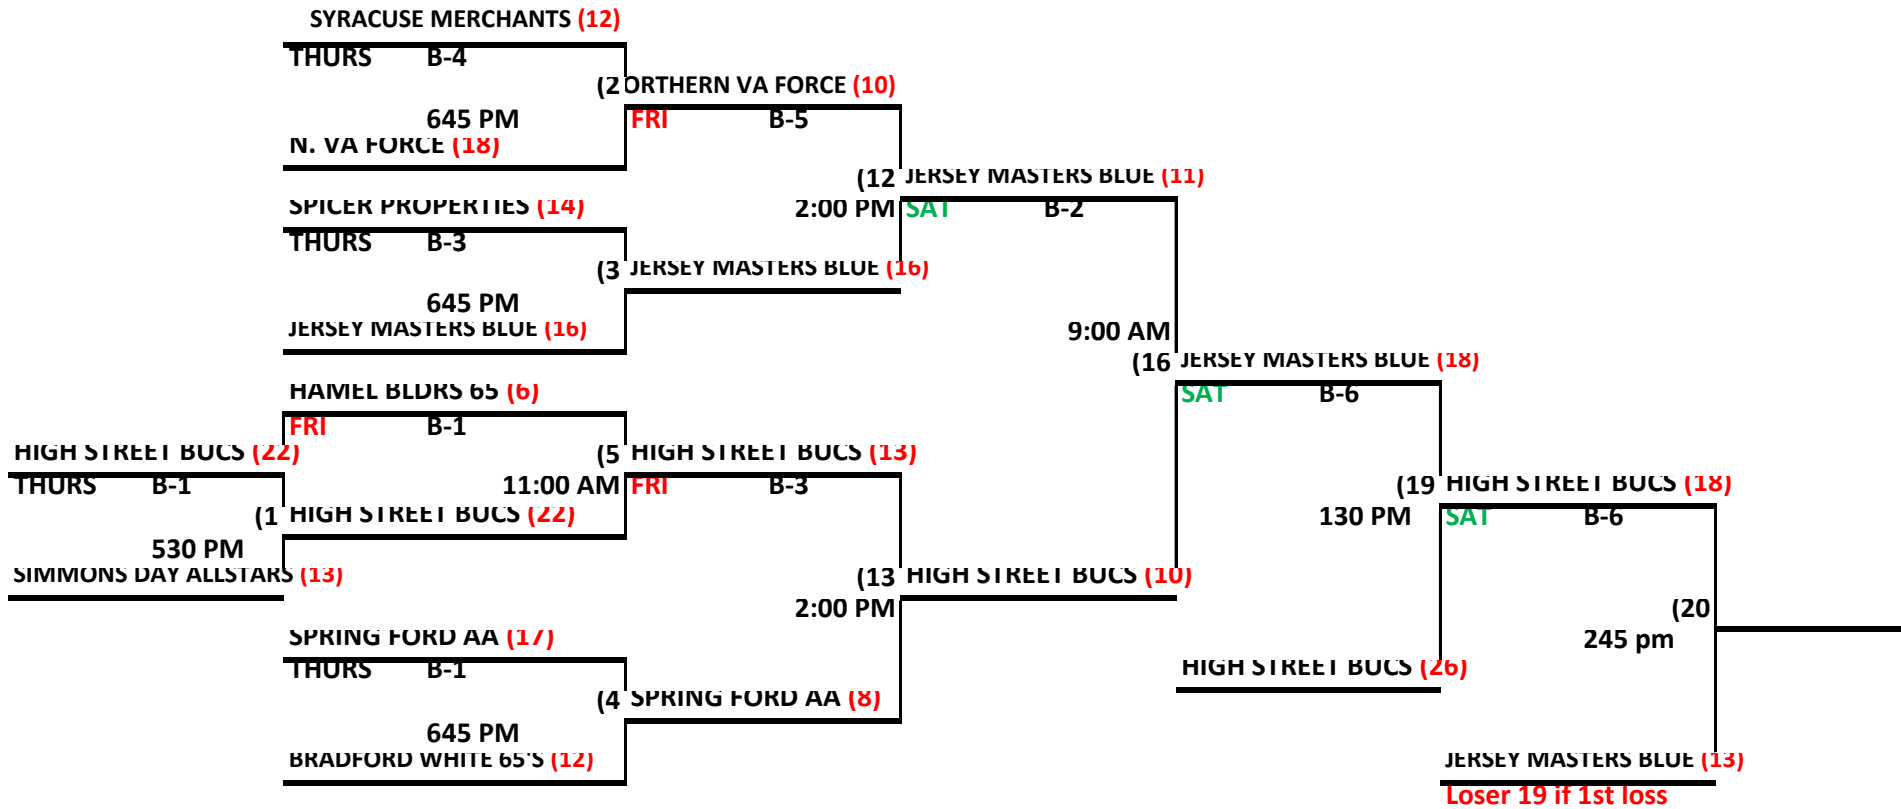 SYRACUSE MERCHANTS (12)
THURS B-4
(2 ORTHERN VA FORCE (10)
645 PM FRI B-5
N. VA FORCE (18)
(12 JERSEY MASTERS BLUE (11)
SPICER PROPERTIES (14) 2:00 PM SAT B-2
THURS B-3
(3 JERSEY MASTERS BLUE (16)
645 PM
JERSEY MASTERS BLUE (16) 9:00 AM
(16 JERSEY MASTERS BLUE (18)
HAMEL BLDRS 65 (6) SAT B-6
FRI B-1
HIGH STREET BUCS (22) (5 HIGH STREET BUCS (13)
THURS B-1 11:00 AM FRI B-3 (19 HIGH STREET BUCS (18)
(1 HIGH STREET BUCS (22) 130 PM SAT B-6
530 PM
SIMMONS DAY ALLSTARS (13) (13 HIGH STREET BUCS (10)
2:00 PM (20
SPRING FORD AA (17) 245 pm
THURS B-1 HIGH STREET BUCS (26)
(4 SPRING FORD AA (8)
645 PM
BRADFORD WHITE 65'S (12) JERSEY MASTERS BLUE (13)
Loser 19 if 1st loss